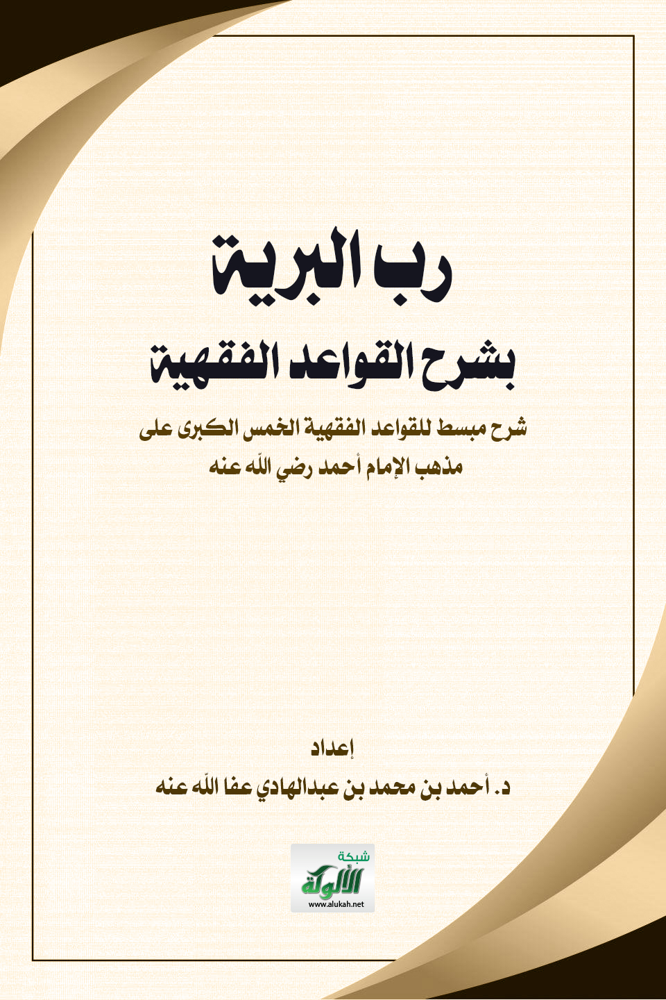 رب البرية
بشرح القواعد الفقهية
شرح مبسط للقواعد الفقهية الخمس الكبرى على
مذهب الإمام أحمد رضي الله عنه
إعداد
د. أحمد بن محمد بن عبدالهادي عفا الله عنه
شبكة
الألوكة
www.alukah.net